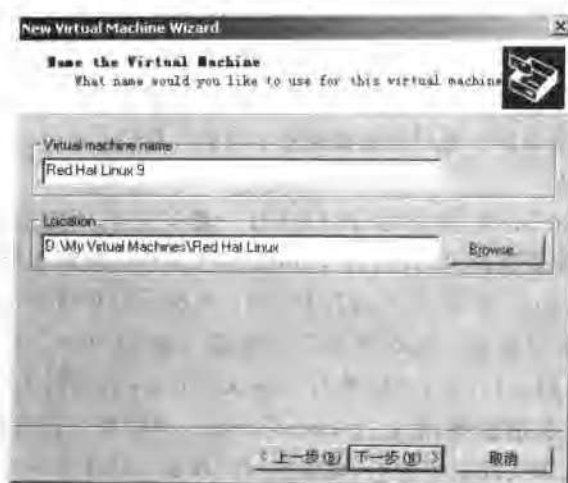 New Virtual Machine Wizard
Name the Virtual Machine
What name would you like to use for this virtual machine
Virtual machine name
Red Hat Linux 9
Location
D:\My Virtual Machines\Red Hat Linux
Browse...
< 上一步(B)
下一步(N) >
取消